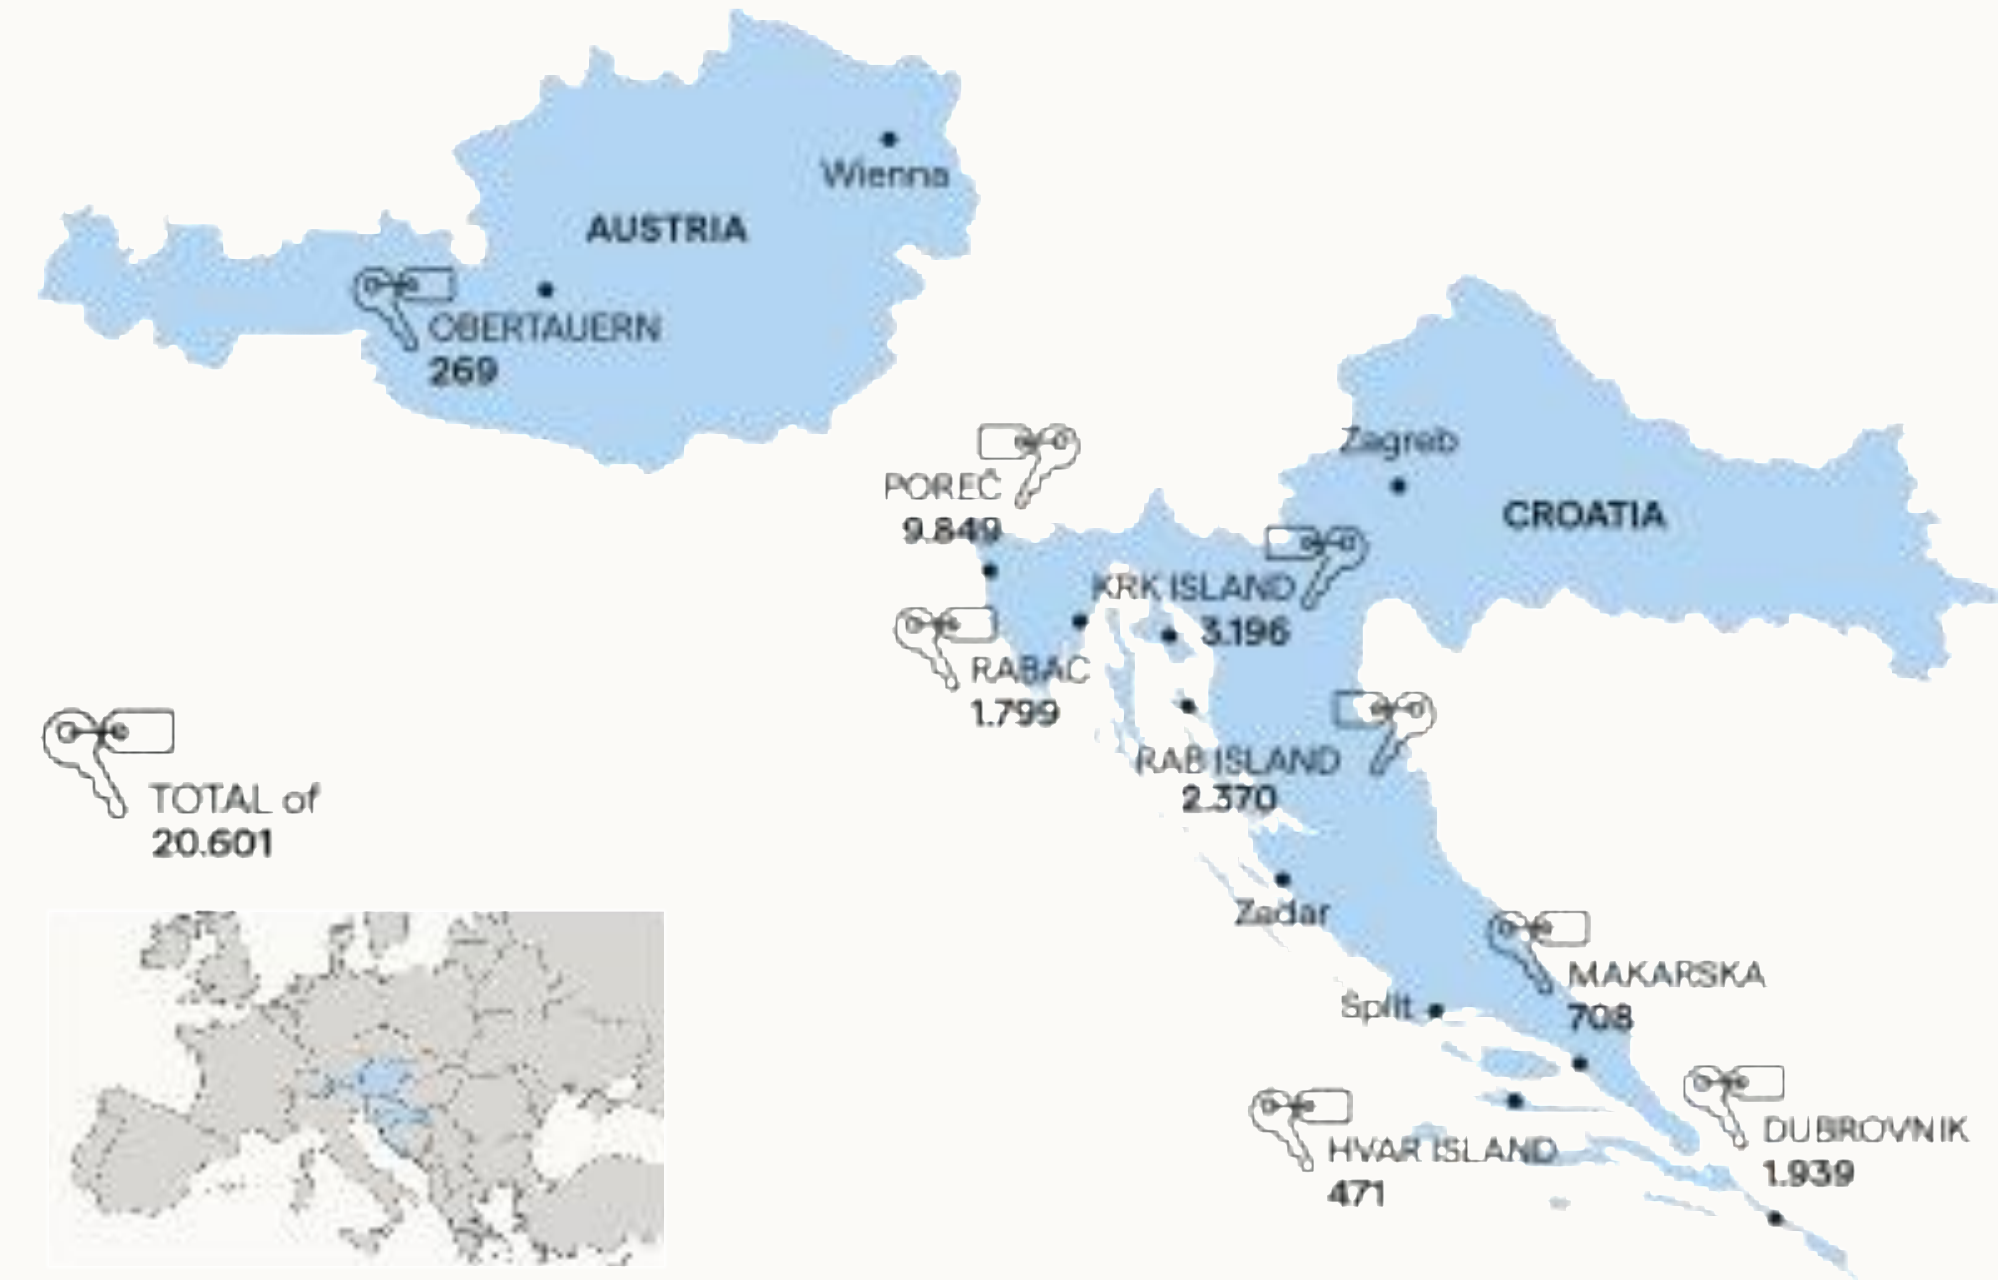 Wienna
AUSTRIA
OBERTAUERN
269
Zagreb
CROATIA
POREČ
9.849
KRK ISLAND
3.196
RABAC
1.799
RAB ISLAND
2.370
TOTAL of
20.601
Zadar
MAKARSKA
708
Split
DUBROVNIK
1.939
HVAR ISLAND
471